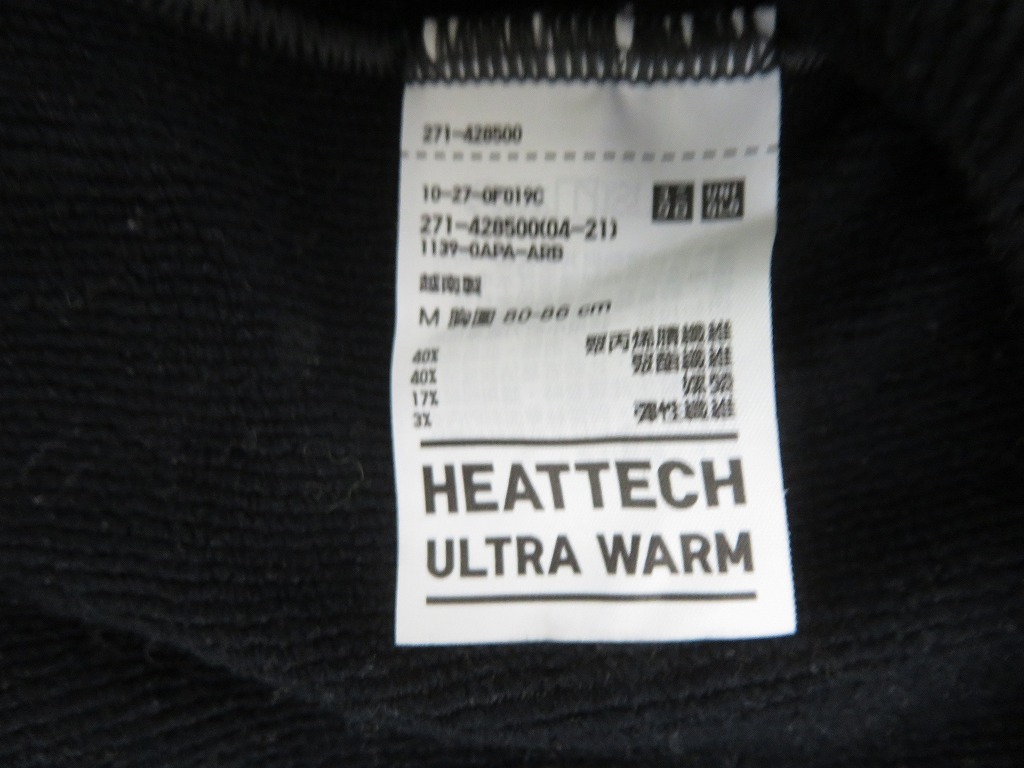 271-428500
10-27-0F019C
271-428500(04-21)
UNI QLO
1139-0APA-ARB
越南製
M 胸圍 80-86 cm
40% 聚丙烯腈纖維
40% 聚酯纖維
17% 嫘縈
3% 彈性纖維
HEATTECH
ULTRA WARM